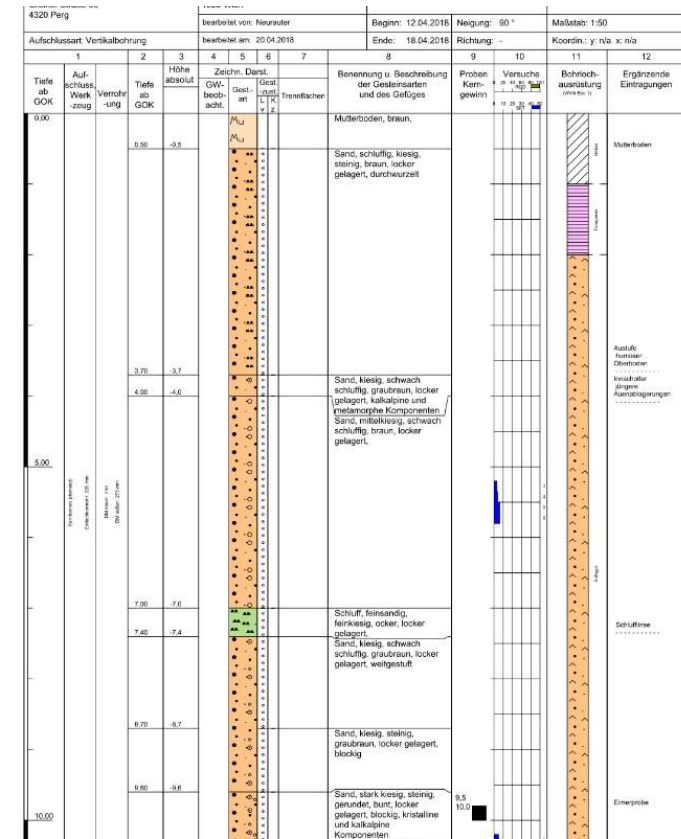 4320 Perg
bearbeitet von: Neurauter
Beginn: 12.04.2018
Neigung: 90 °
Maßstab: 1:50
Aufschlussart: Vertikalbohrung
bearbeitet am: 20.04.2018
Ende: 18.04.2018
Richtung: -
Koordin.: y: n/a x: n/a
1 2 3 4 5 6 7 8 9 10 11 12
Tiefe
ab
GOK
Auf-
schluss,
Werk
-zeug
Verrohr
-ung
Tiefe
ab
GOK
Höhe
absolut
Zeichn. Darst.
GW-
beob-
acht.
Gest.-
art
Gest.
-zust.
L K
v z
Trennflächen
Benennung u. Beschreibung
der Gesteinsarten
und des Gefüges
Proben
Kern-
gewinn
Versuche
RQD
SPT
Bohrloch-
ausrüstung
Ergänzende
Eintragungen
0,00
Mu
Mu
Mutterboden, braun,
Mutterboden
0,50 -0,5
Sand, schluffig, kiesig,
steinig, braun, locker
gelagert, durchwurzelt
Auslufe
humoser
Oberboden
3,70 -3,7
Sand, kiesig, schwach
schluffig, graubraun, locker
gelagert, kalkalpine und
metamorphe Komponenten
Innschotter
jüngere
Auenablagerungen
4,00 -4,0
Sand, mittelkiesig, schwach
schluffig, braun, locker
gelagert,
5,00
7,00 -7,0
Schluff, feinsandig,
feinkiesig, ocker, locker
gelagert,
Schlufflinse
7,40 -7,4
Sand, kiesig, schwach
schluffig, graubraun, locker
gelagert, weitgestuft
8,70 -8,7
Sand, kiesig, steinig,
graubraun, locker gelagert,
blockig
9,60 -9,6
Sand, stark kiesig, steinig,
gerundet, bunt, locker
gelagert, blockig, kristalline
und kalkalpine
Komponenten
9,5
10,0
Eimerprobe
10,00